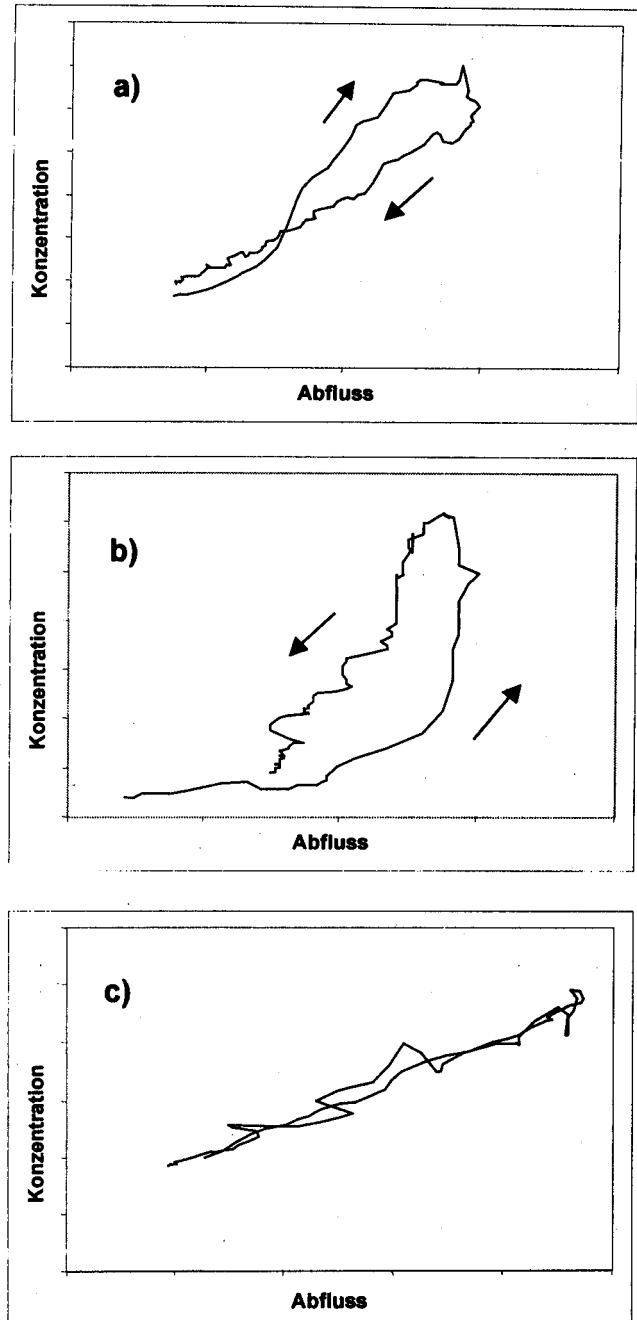 a)
Konzentration
Abfluss
b)
Konzentration
Abfluss
c)
Konzentration
Abfluss